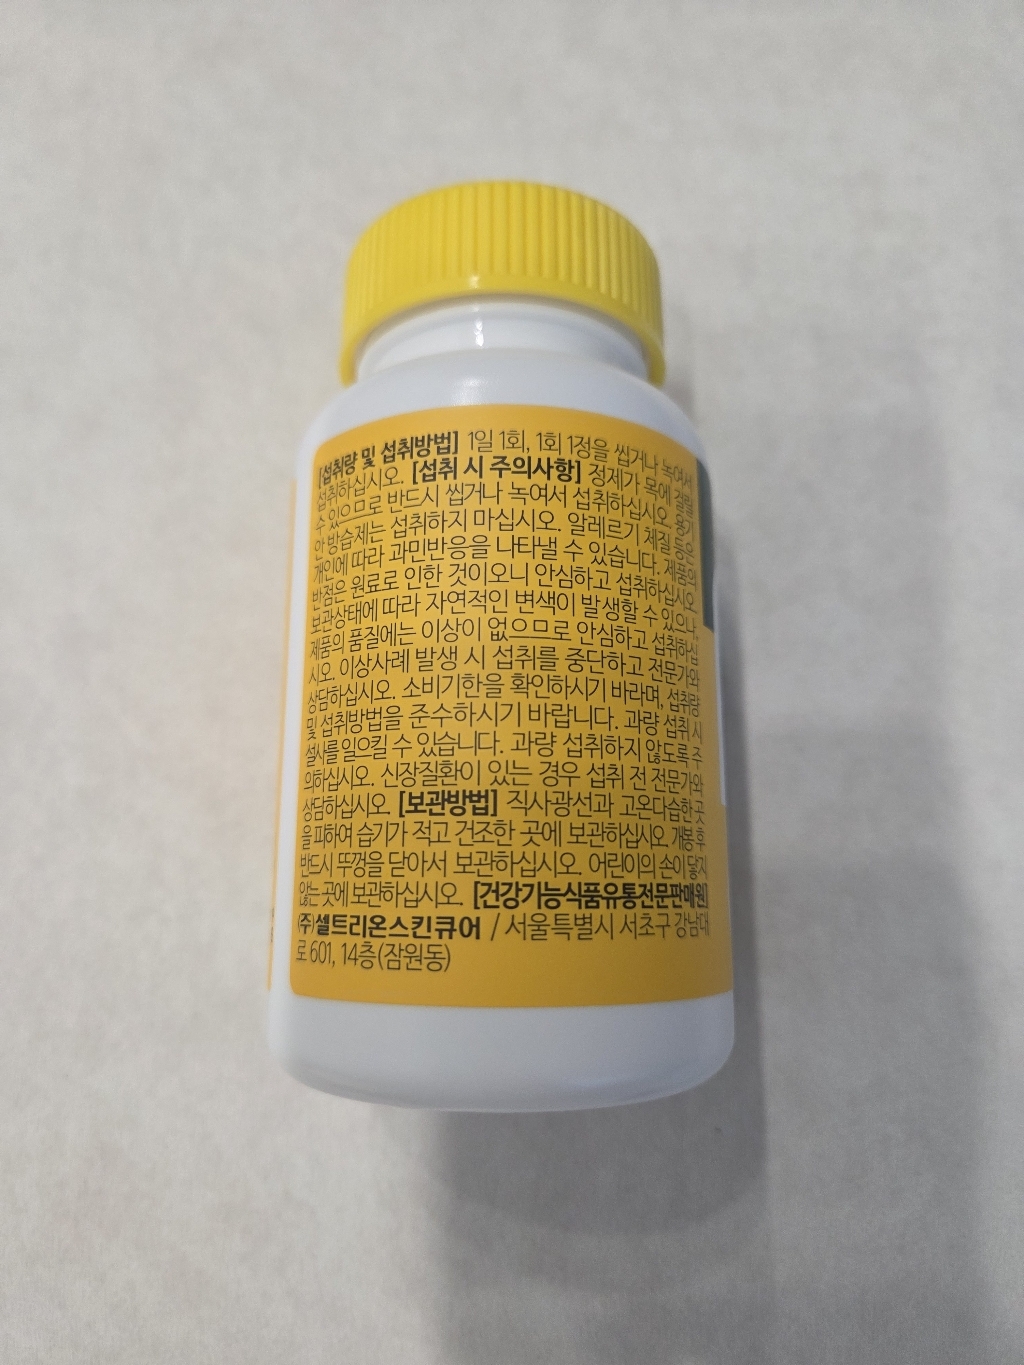 [섭취량 및 섭취방법] 1일 1회, 1회 1정을 씹거나 녹여서
섭취하십시오. [섭취 시 주의사항] 정제가 목에 걸릴
수 있으므로 반드시 씹거나 녹여서 섭취하십시오. 용기
안 방습제는 섭취하지 마십시오. 알레르기 체질 등은
개인에 따라 과민반응을 나타낼 수 있습니다. 제품의
반점은 원료로 인한 것이오니 안심하고 섭취하십시오.
보관상태에 따라 자연적인 변색이 발생할 수 있으나,
제품의 품질에는 이상이 없으므로 안심하고 섭취하십
시오. 이상사례 발생 시 섭취를 중단하고 전문가와
상담하십시오. 소비기한을 확인하시기 바라며, 섭취량
및 섭취방법을 준수하시기 바랍니다. 과량 섭취 시
설사를 일으킬 수 있습니다. 과량 섭취하지 않도록 주
의하십시오. 신장질환이 있는 경우 섭취 전 전문가와
상담하십시오. [보관방법] 직사광선과 고온다습한 곳
을 피하여 습기가 적고 건조한 곳에 보관하십시오. 개봉 후
반드시 뚜껑을 닫아서 보관하십시오. 어린이의 손이 닿지
않는 곳에 보관하십시오. [건강기능식품유통전문판매원]
(주)셀트리온스킨큐어 / 서울특별시 서초구 강남대
로 601, 14층(잠원동)